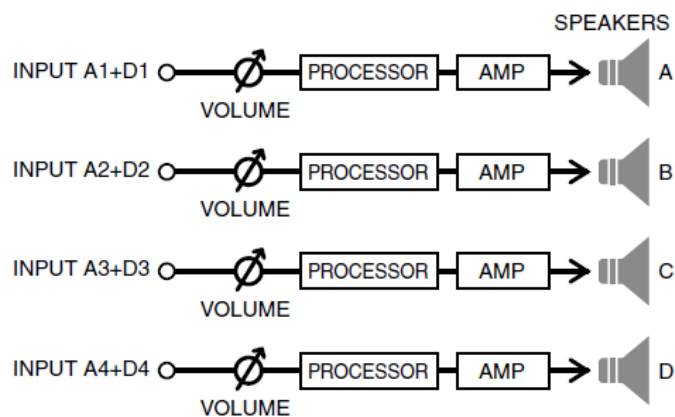 SPEAKERS
INPUT A1+D1 PROCESSOR AMP A
VOLUME
INPUT A2+D2 PROCESSOR AMP B
VOLUME
INPUT A3+D3 PROCESSOR AMP C
VOLUME
INPUT A4+D4 PROCESSOR AMP D
VOLUME